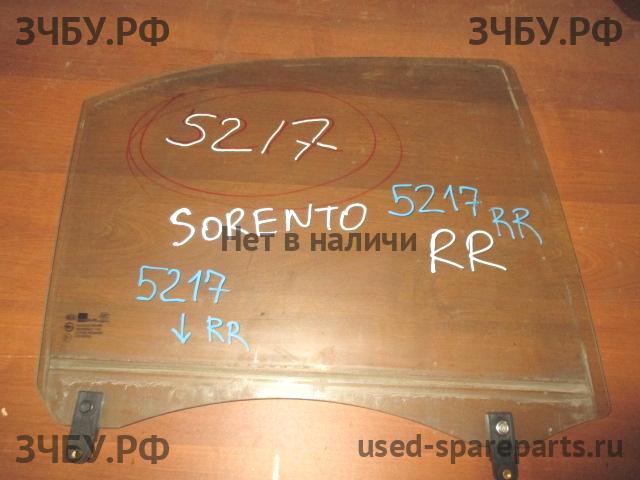 ЗЧБУ.РФ
ЗЧБУ.РФ
5217
SORENTO
5217 RR
Нет в наличи
RR
5217
↓ RR
ЗЧБУ.РФ
used-spareparts.ru